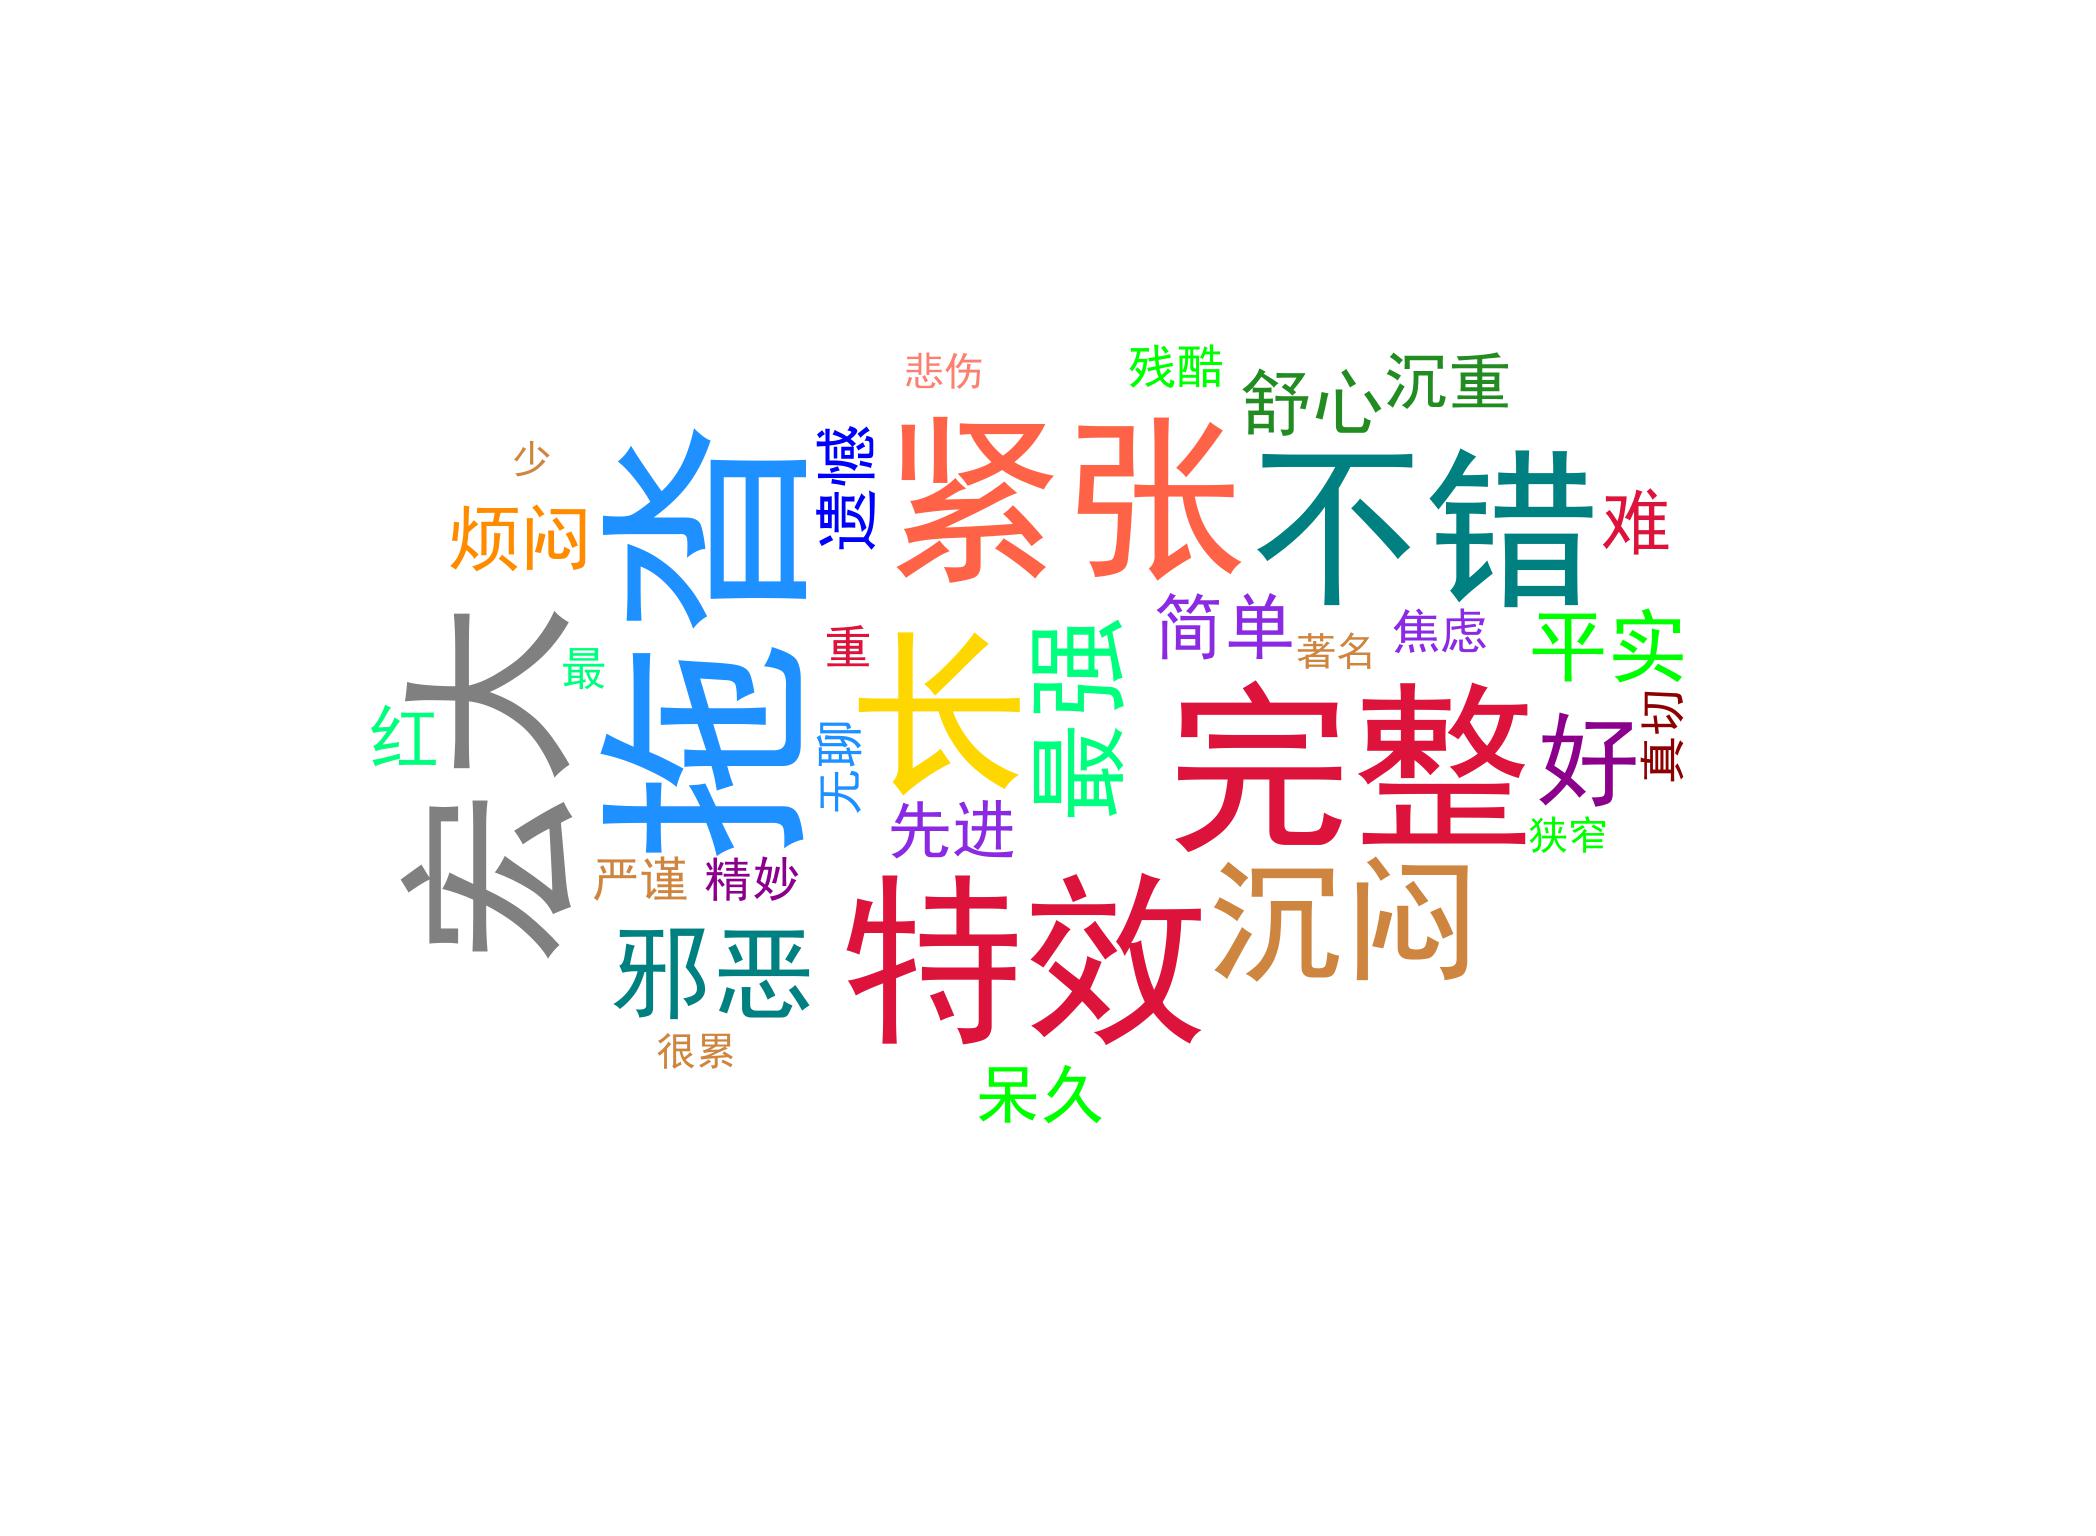 悲伤
残酷
舒心
沉重
少
烦闷
拖沓
遗憾
紧张
不错
难
宏大
最
重
长
最强
简单
著名
焦虑
平实
红
无聊
先进
完整
好
真切
狭窄
严谨
精妙
邪恶
特效
沉闷
很累
呆久